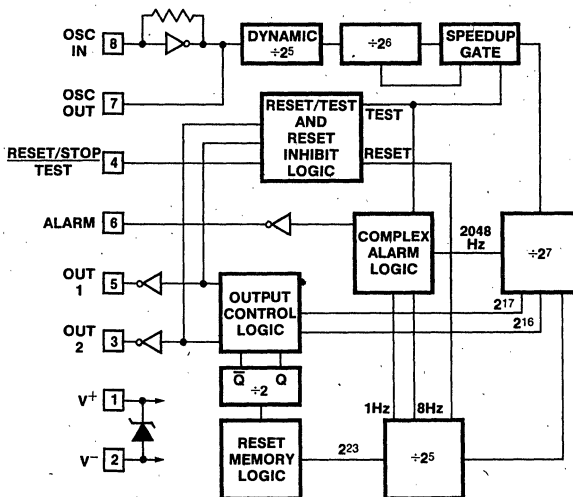 OSC
IN
8
DYNAMIC
÷2⁵
÷2⁶
SPEEDUP
GATE
OSC
OUT
7
RESET/TEST
AND
RESET
INHIBIT
LOGIC
TEST
RESET
RESET/STOP
TEST
4
ALARM
6
COMPLEX
ALARM
LOGIC
2048
Hz
÷2⁷
OUT
1
5
OUTPUT
CONTROL
LOGIC
2¹⁷
2¹⁶
OUT
2
3
Q̅
Q
÷2
V⁺
1
V⁻
2
1Hz
8Hz
RESET
MEMORY
LOGIC
2²³
÷2⁵